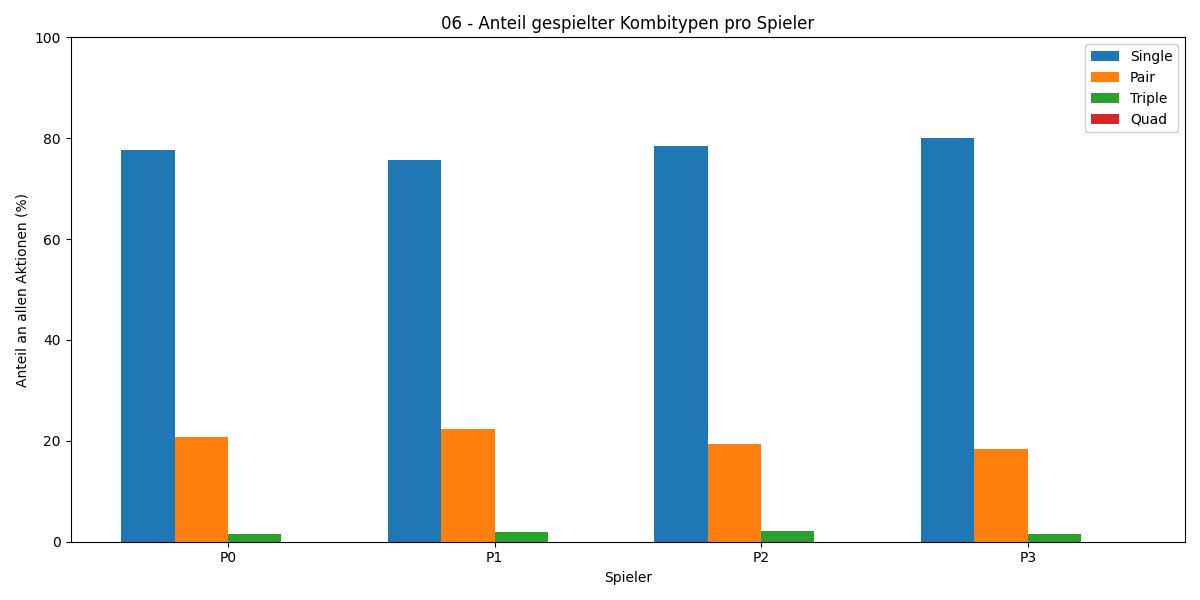 06 - Anteil gespielter Kombitypen pro Spieler
Anteil an allen Aktionen (%)
100
80
60
40
20
0
Single
Pair
Triple
Quad
P0 P1 P2 P3
Spieler